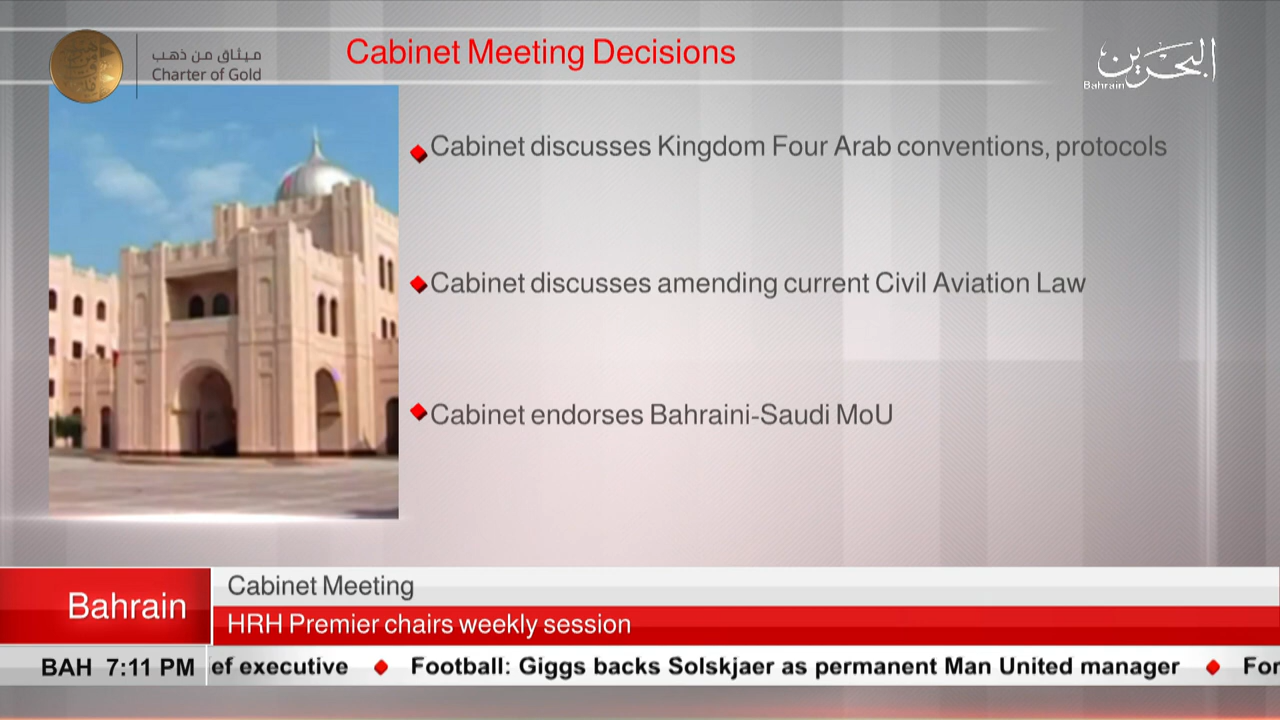 ميثاق من ذهب
Charter of Gold
Cabinet Meeting Decisions
البحرين
Bahrain
Cabinet discusses Kingdom Four Arab conventions, protocols
Cabinet discusses amending current Civil Aviation Law
Cabinet endorses Bahraini-Saudi MoU
Bahrain
Cabinet Meeting
HRH Premier chairs weekly session
BAH 7:11 PM ef executive Football: Giggs backs Solskjaer as permanent Man United manager For